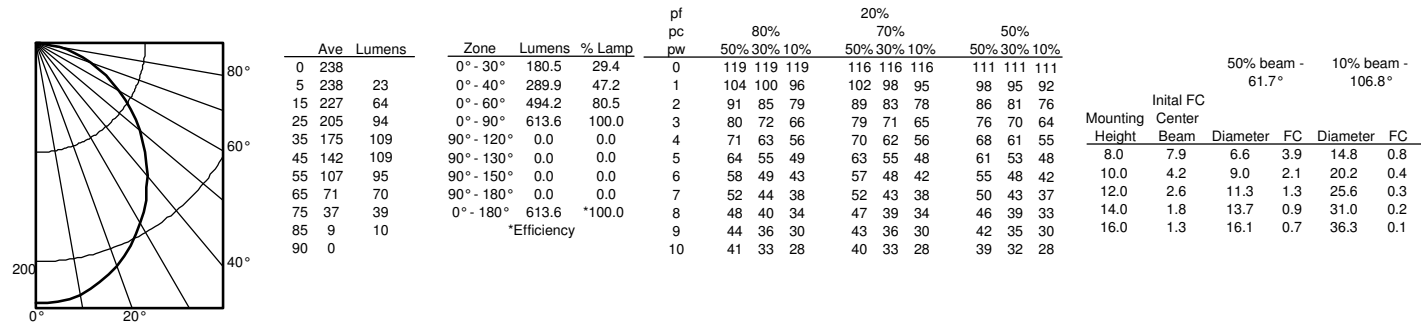 80°
60°
40°
200
0° 20°
Ave Lumens
0 238
5 238 23
15 227 64
25 205 94
35 175 109
45 142 109
55 107 95
65 71 70
75 37 39
85 9 10
90 0
Zone Lumens % Lamp
0° - 30° 180.5 29.4
0° - 40° 289.9 47.2
0° - 60° 494.2 80.5
0° - 90° 613.6 100.0
90° - 120° 0.0 0.0
90° - 130° 0.0 0.0
90° - 150° 0.0 0.0
90° - 180° 0.0 0.0
0° - 180° 613.6 *100.0
*Efficiency
pf 20%
pc 80% 70% 50%
pw 50% 30% 10% 50% 30% 10% 50% 30% 10%
0 119 119 119 116 116 116 111 111 111
1 104 100 96 102 98 95 98 95 92
2 91 85 79 89 83 78 86 81 76
3 80 72 66 79 71 65 76 70 64
4 71 63 56 70 62 56 68 61 55
5 64 55 49 63 55 48 61 53 48
6 58 49 43 57 48 42 55 48 42
7 52 44 38 52 43 38 50 43 37
8 48 40 34 47 39 34 46 39 33
9 44 36 30 43 36 30 42 35 30
10 41 33 28 40 33 28 39 32 28
50% beam - 10% beam -
61.7° 106.8°
Inital FC
Mounting Center
Height Beam Diameter FC Diameter FC
8.0 7.9 6.6 3.9 14.8 0.8
10.0 4.2 9.0 2.1 20.2 0.4
12.0 2.6 11.3 1.3 25.6 0.3
14.0 1.8 13.7 0.9 31.0 0.2
16.0 1.3 16.1 0.7 36.3 0.1